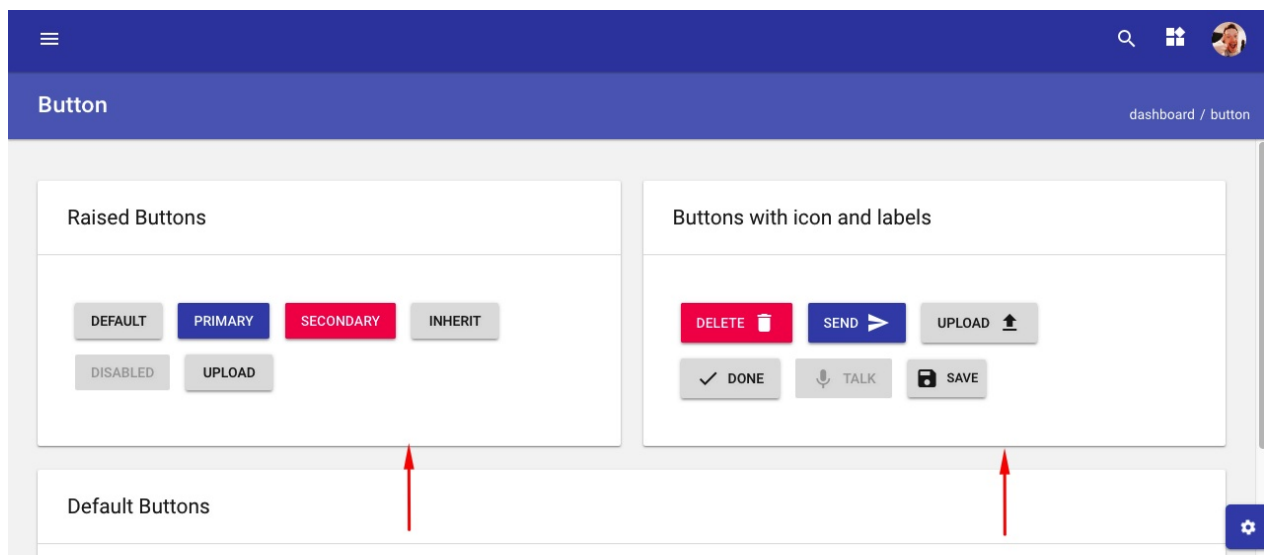 Button
dashboard / button
Raised Buttons
DEFAULT PRIMARY SECONDARY INHERIT
DISABLED UPLOAD
Buttons with icon and labels
DELETE SEND UPLOAD
DONE TALK SAVE
Default Buttons